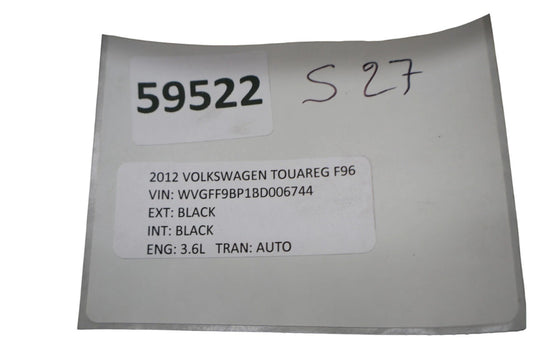 59522 S 27
2012 VOLKSWAGEN TOUAREG F96
VIN: WVGFF9BP1BD006744
EXT: BLACK
INT: BLACK
ENG: 3.6L TRAN: AUTO